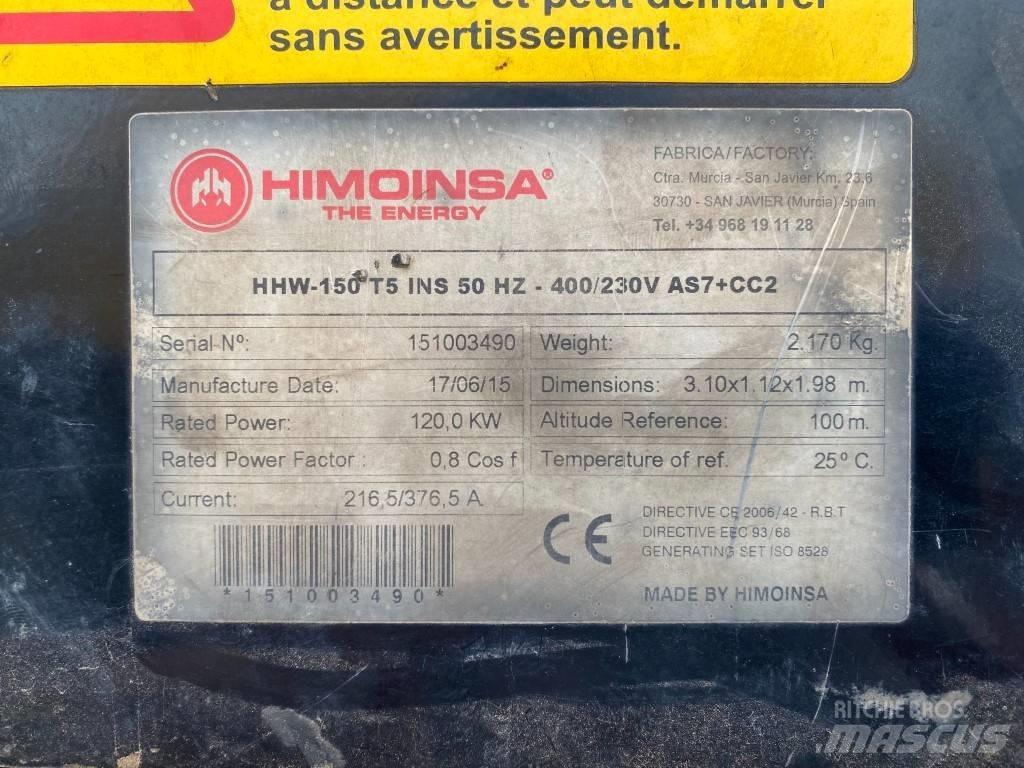 à distance et peut démarrer
sans avertissement.
HIMOINSA®
THE ENERGY
FABRICA/FACTORY:
Ctra. Murcia - San Javier Km. 23,6
30730 - SAN JAVIER (Murcia) Spain
Tel. +34 968 19 11 28
HHW-150 T5 INS 50 HZ - 400/230V AS7+CC2
Serial Nº: 151003490
Weight: 2.170 Kg.
Manufacture Date: 17/06/15
Dimensions: 3.10x1.12x1.98 m.
Rated Power: 120,0 KW
Altitude Reference: 100 m.
Rated Power Factor : 0,8 Cos f
Temperature of ref. 25º C.
Current: 216,5/376,5 A
*151003490*
CE
DIRECTIVE CE 2006/42 - R.B.T
DIRECTIVE EEC 93/68
GENERATING SET ISO 8528
MADE BY HIMOINSA
RITCHIE BROS
MASCUS